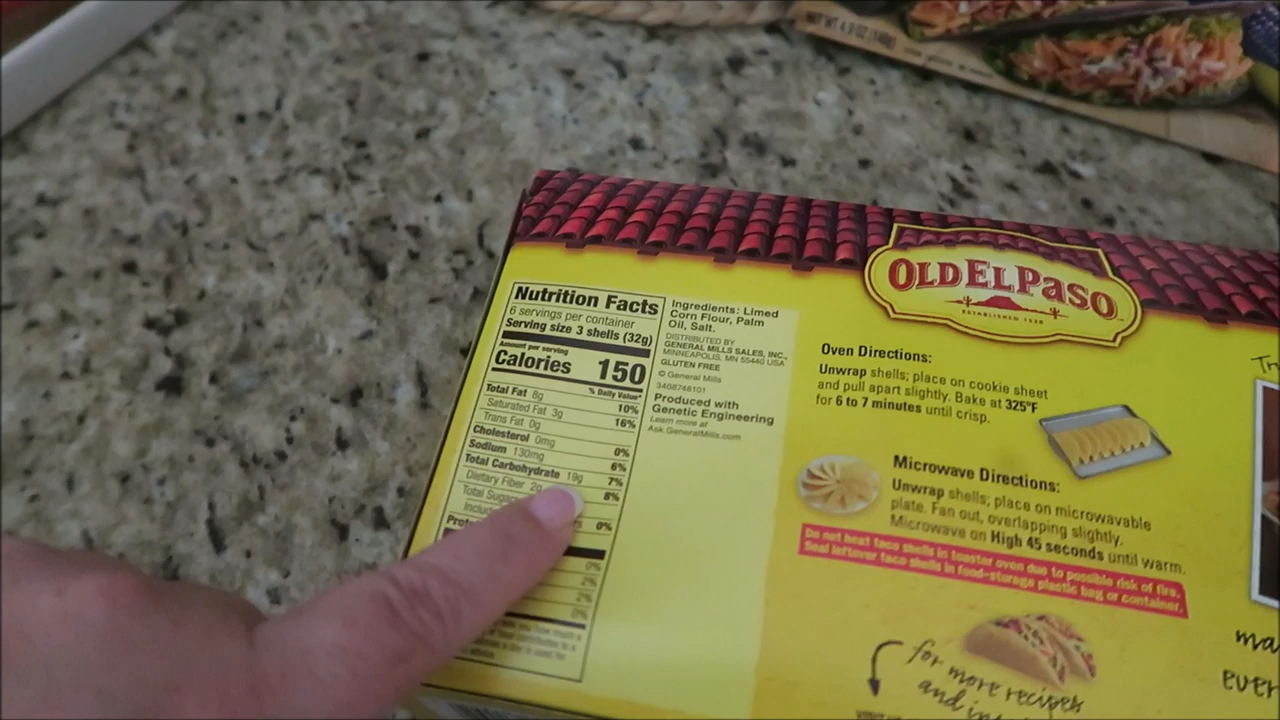 NET WT 4.9 OZ (140g)
OLD EL PASO
ESTABLISHED 1938
Nutrition Facts
6 servings per container
Serving size 3 shells (32g)
Amount per serving
Calories 150
% Daily Value*
Total Fat 8g 10%
Saturated Fat 3g 16%
Trans Fat 0g
Cholesterol 0mg 0%
Sodium 130mg 6%
Total Carbohydrate 19g 7%
Dietary Fiber 2g 8%
Total Sugars
0%
0%
2%
2%
0%
Ingredients: Limed
Corn Flour, Palm
Oil, Salt.
DISTRIBUTED BY
GENERAL MILLS SALES, INC.,
MINNEAPOLIS, MN 55440 USA
GLUTEN FREE
© General Mills
3408746101
Produced with
Genetic Engineering
Learn more at
Ask.GeneralMills.com
Oven Directions:
Unwrap shells; place on cookie sheet
and pull apart slightly. Bake at 325°F
for 6 to 7 minutes until crisp.
Microwave Directions:
Unwrap shells; place on microwavable
plate. Fan out, overlapping slightly.
Microwave on High 45 seconds until warm.
Do not heat taco shells in toaster oven due to possible risk of fire.
Seal leftover taco shells in food-storage plastic bag or container.
for more recipes
and in
ma
ever